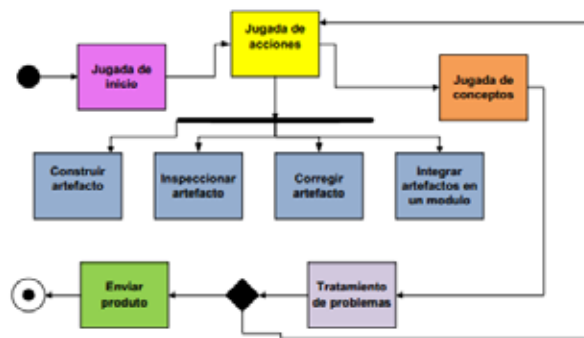 Jugada de
inicio
Jugada de
acciones
Jugada de
conceptos
Construir
artefacto
Inspeccionar
artefacto
Corregir
artefacto
Integrar
artefactos en
un modulo
Enviar
produto
Tratamiento
de problemas